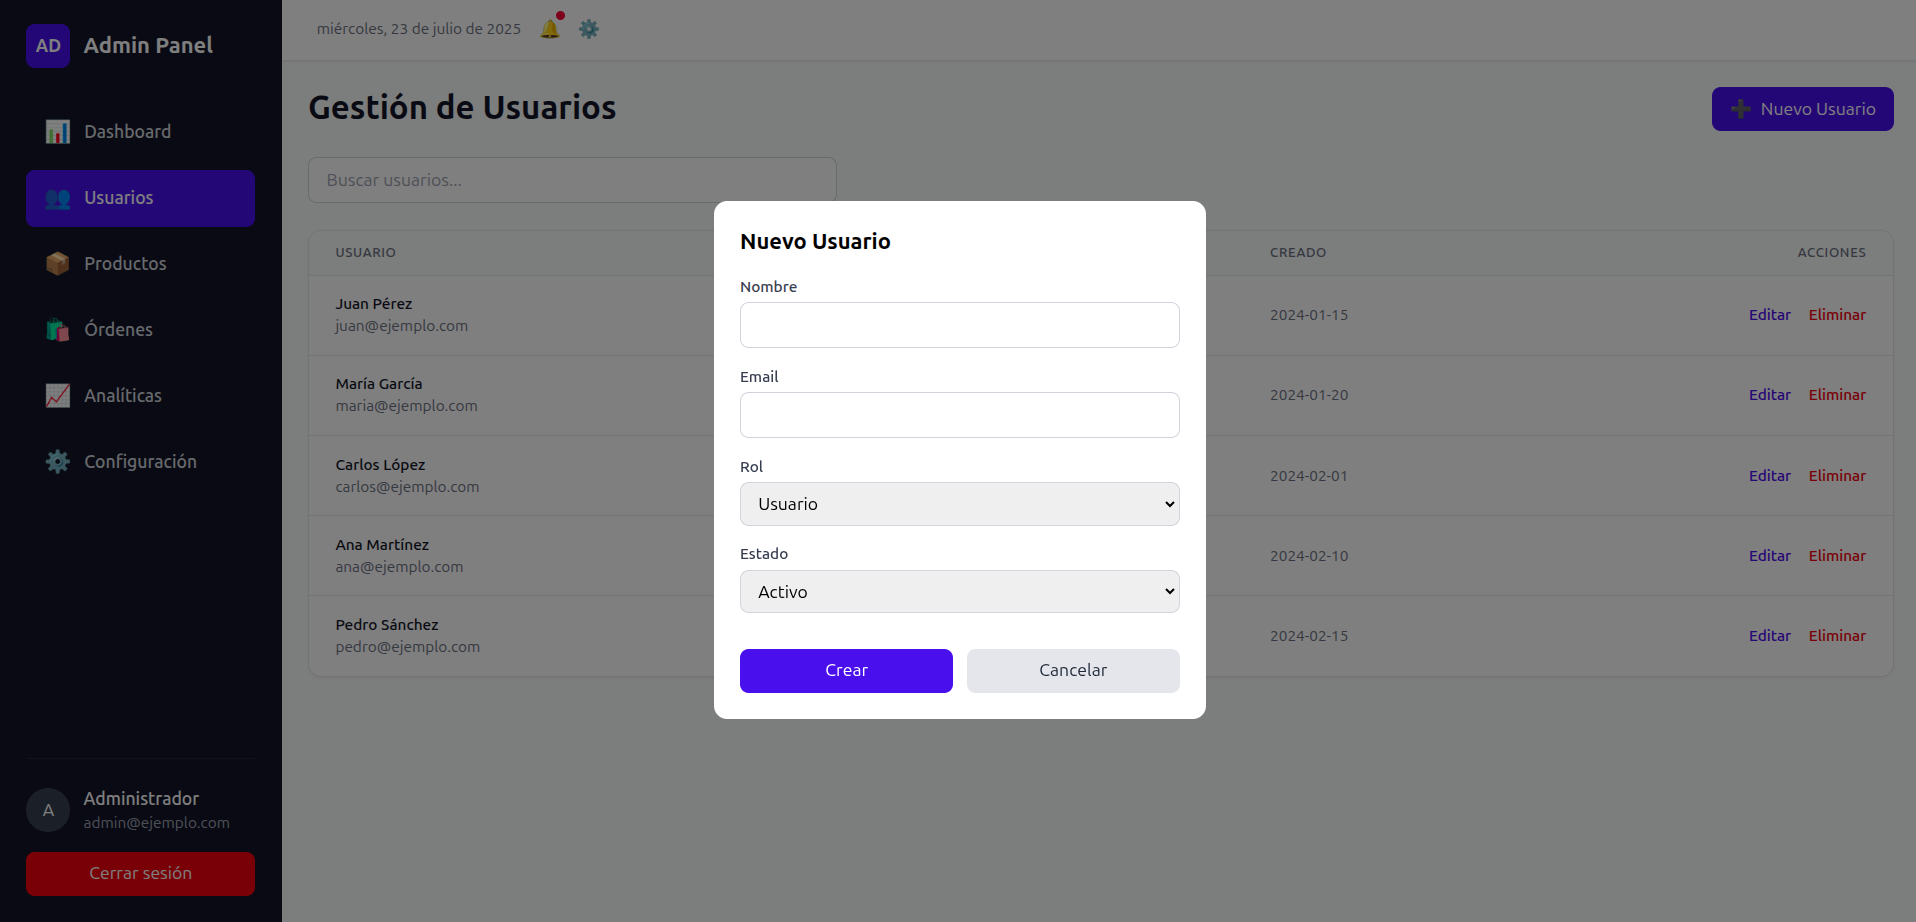 AD Admin Panel
Dashboard
Usuarios
Productos
Órdenes
Analíticas
Configuración
A
Administrador
admin@ejemplo.com
Cerrar sesión
miércoles, 23 de julio de 2025
Gestión de Usuarios
Nuevo Usuario
Buscar usuarios...
USUARIO CREADO ACCIONES
Juan Pérez
juan@ejemplo.com
2024-01-15 Editar Eliminar
María García
maria@ejemplo.com
2024-01-20 Editar Eliminar
Carlos López
carlos@ejemplo.com
2024-02-01 Editar Eliminar
Ana Martínez
ana@ejemplo.com
2024-02-10 Editar Eliminar
Pedro Sánchez
pedro@ejemplo.com
2024-02-15 Editar Eliminar
Nuevo Usuario
Nombre
Email
Rol
Usuario
Estado
Activo
Crear Cancelar